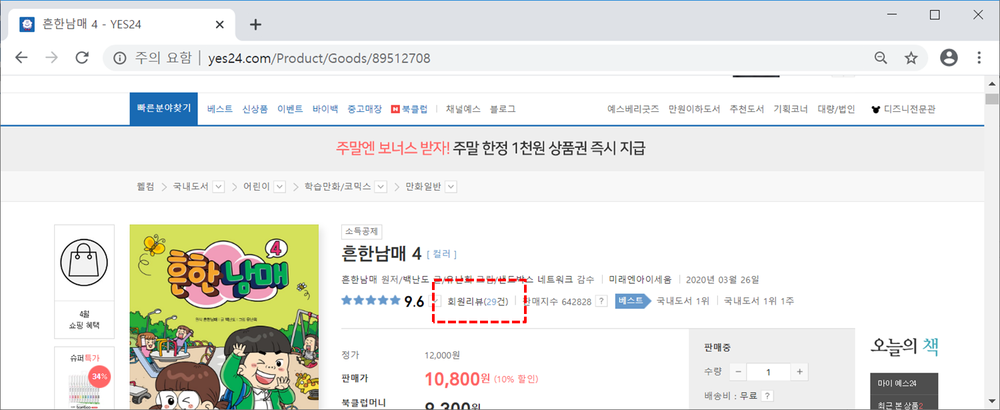 흔한남매 4 - YES24
주의 요함 | yes24.com/Product/Goods/89512708
빠른분야찾기 베스트 신상품 이벤트 바이백 중고매장 N 북클럽 | 채널예스 블로그 예스베리굿즈 만원이하도서 추천도서 기획코너 대량/법인 디즈니전문관
주말엔 보너스 받자! 주말 한정 1천원 상품권 즉시 지급
웰컴 > 국내도서 > 어린이 > 학습만화/코믹스 > 만화일반
4월
쇼핑 혜택
슈퍼특가
34%
bamboo
4
흔한남매
원작 흔한남매 | 글 백난도 | 그림 유난희
소득공제
흔한남매 4 [ 컬러 ]
흔한남매 원저/백난도 글/유난희 그림/샌드박스 네트워크 감수 | 미래엔아이세움 | 2020년 03월 26일
9.6 회원리뷰(29건) | 판매지수 642828 ? 베스트 국내도서 1위 | 국내도서 1위 1주
정가 12,000원
판매가 10,800원 (10% 할인)
북클럽머니 9,300원
판매중
수량 - 1 +
배송비 : 무료 ?
오늘의 책
마이 예스24
최근 본 상품2